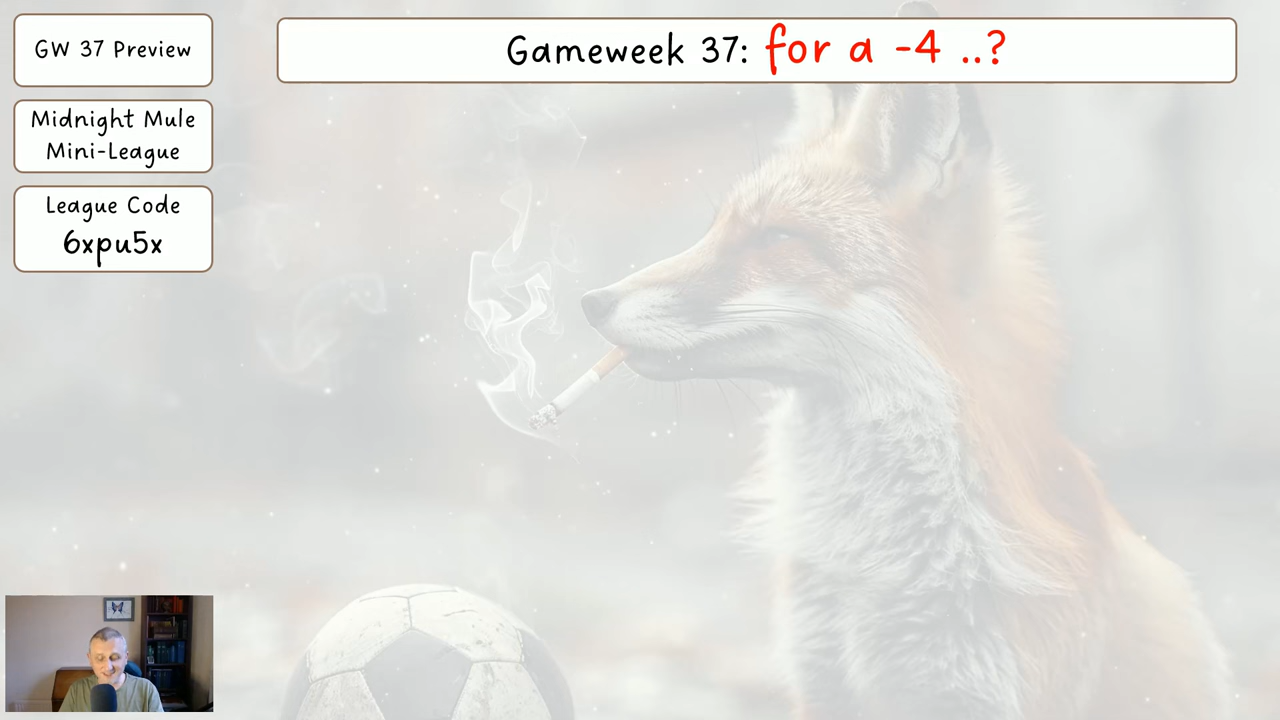 GW 37 Preview
Gameweek 37: for a -4 ..?
Midnight Mule
Mini-League
League Code
6xpu5x